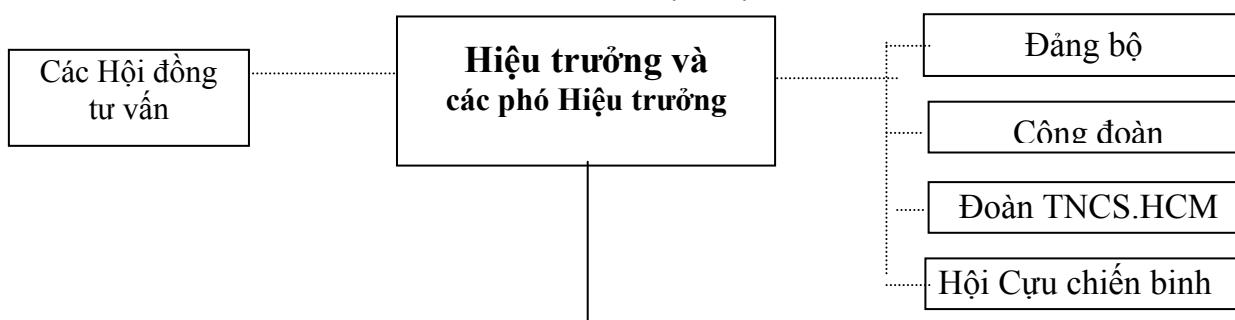 Các Hội đồng
tư vấn
Hiệu trưởng và
các phó Hiệu trưởng
Đảng bộ
Công đoàn
Đoàn TNCS.HCM
Hội Cựu chiến binh